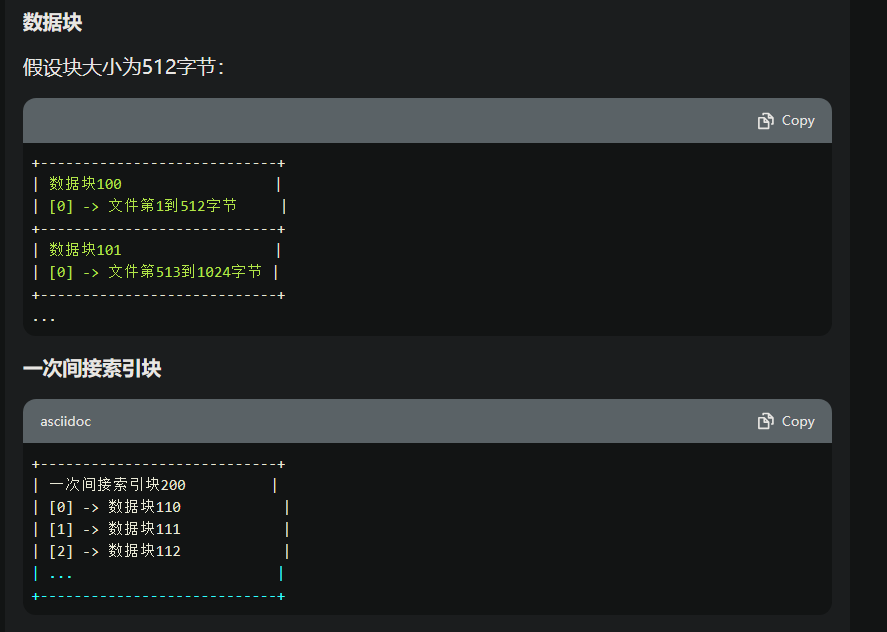 数据块
假设块大小为512字节：
Copy
+----------------------------+
| 数据块100                  |
| [0] -> 文件第1到512字节     |
+----------------------------+
| 数据块101                  |
| [0] -> 文件第513到1024字节 |
+----------------------------+
...
一次间接索引块
asciidoc Copy
+----------------------------+
| 一次间接索引块200          |
| [0] -> 数据块110            |
| [1] -> 数据块111            |
| [2] -> 数据块112            |
| ...                        |
+----------------------------+